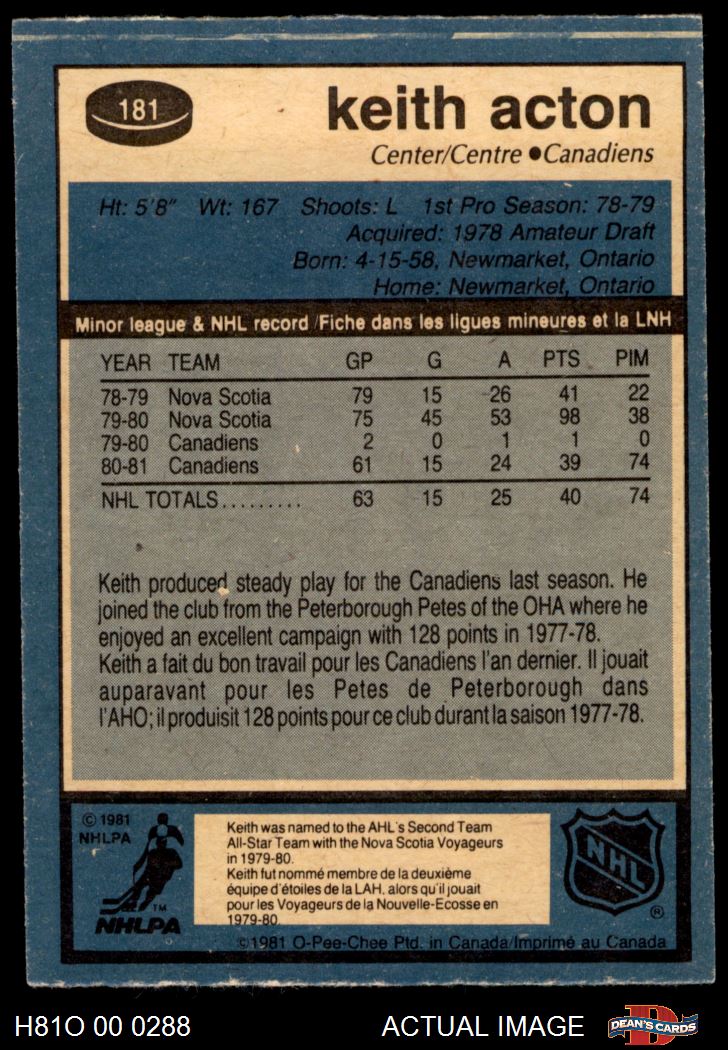 181
keith acton
Center/Centre ● Canadiens
Ht: 5'8" Wt: 167 Shoots: L 1st Pro Season: 78-79
Acquired: 1978 Amateur Draft
Born: 4-15-58, Newmarket, Ontario
Home: Newmarket, Ontario
Minor league & NHL record /Fiche dans les ligues mineures et la LNH
YEAR TEAM GP G A PTS PIM
78-79 Nova Scotia 79 15 26 41 22
79-80 Nova Scotia 75 45 53 98 38
79-80 Canadiens 2 0 1 1 0
80-81 Canadiens 61 15 24 39 74
NHL TOTALS......... 63 15 25 40 74
Keith produced steady play for the Canadiens last season. He
joined the club from the Peterborough Petes of the OHA where he
enjoyed an excellent campaign with 128 points in 1977-78.
Keith a fait du bon travail pour les Canadiens l'an dernier. Il jouait
auparavant pour les Petes de Peterborough dans
l'AHO; il produisit 128 points pour ce club durant la saison 1977-78.
© 1981
NHLPA
TM
NHLPA
Keith was named to the AHL's Second Team
All-Star Team with the Nova Scotia Voyageurs
in 1979-80.
Keith fut nommé membre de la deuxième
équipe d'étoiles de la LAH, alors qu'il jouait
pour les Voyageurs de la Nouvelle-Ecosse en
1979-80.
NHL
®
©1981 O-Pee-Chee Ptd. in Canada/Imprimé au Canada
H81O 00 0288 ACTUAL IMAGE D DEAN'S CARDS